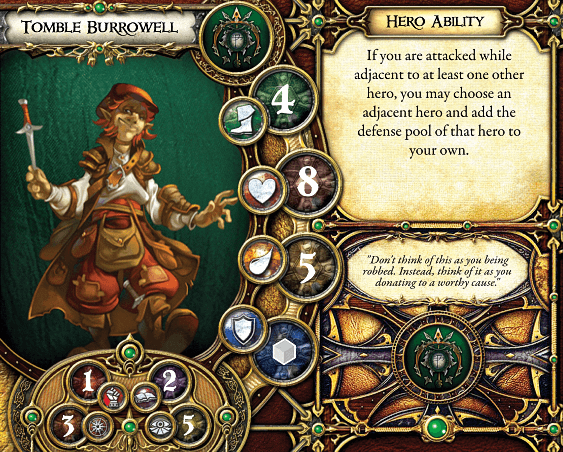 Tomble Burrowell
4
8
5
1
2
3
5
Hero Ability
If you are attacked while
adjacent to at least one other
hero, you may choose an
adjacent hero and add the
defense pool of that hero to
your own.
"Don't think of this as you being
robbed. Instead, think of it as you
donating to a worthy cause."